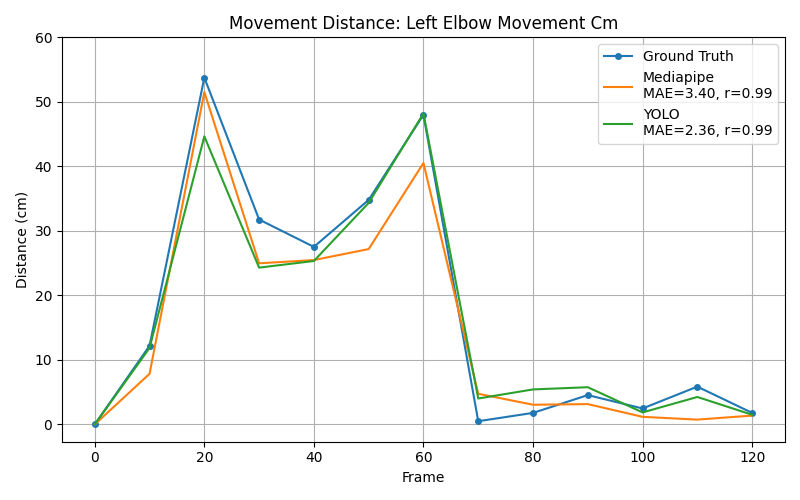 Movement Distance: Left Elbow Movement Cm
Ground Truth
Mediapipe
MAE=3.40, r=0.99
YOLO
MAE=2.36, r=0.99
Distance (cm)
60
50
40
30
20
10
0
0 20 40 60 80 100 120
Frame